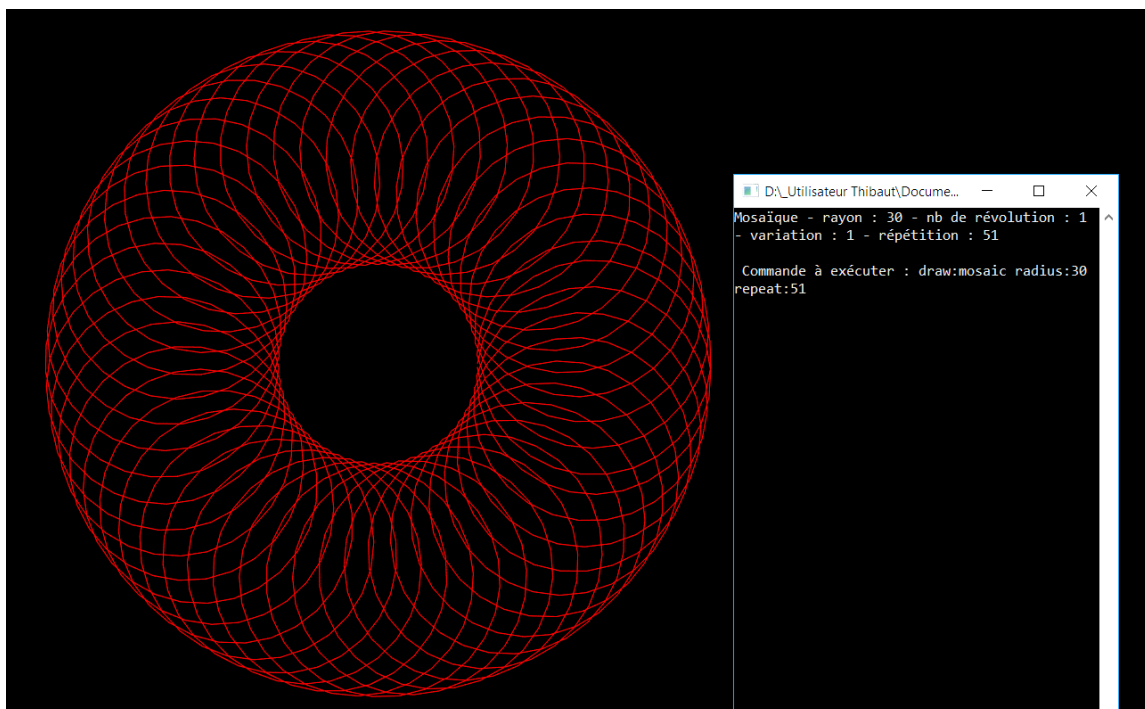 D:\_Utilisateur Thibaut\Docume...
Mosaïque - rayon : 30 - nb de révolution : 1
- variation : 1 - répétition : 51
Commande à exécuter : draw:mosaic radius:30
repeat:51